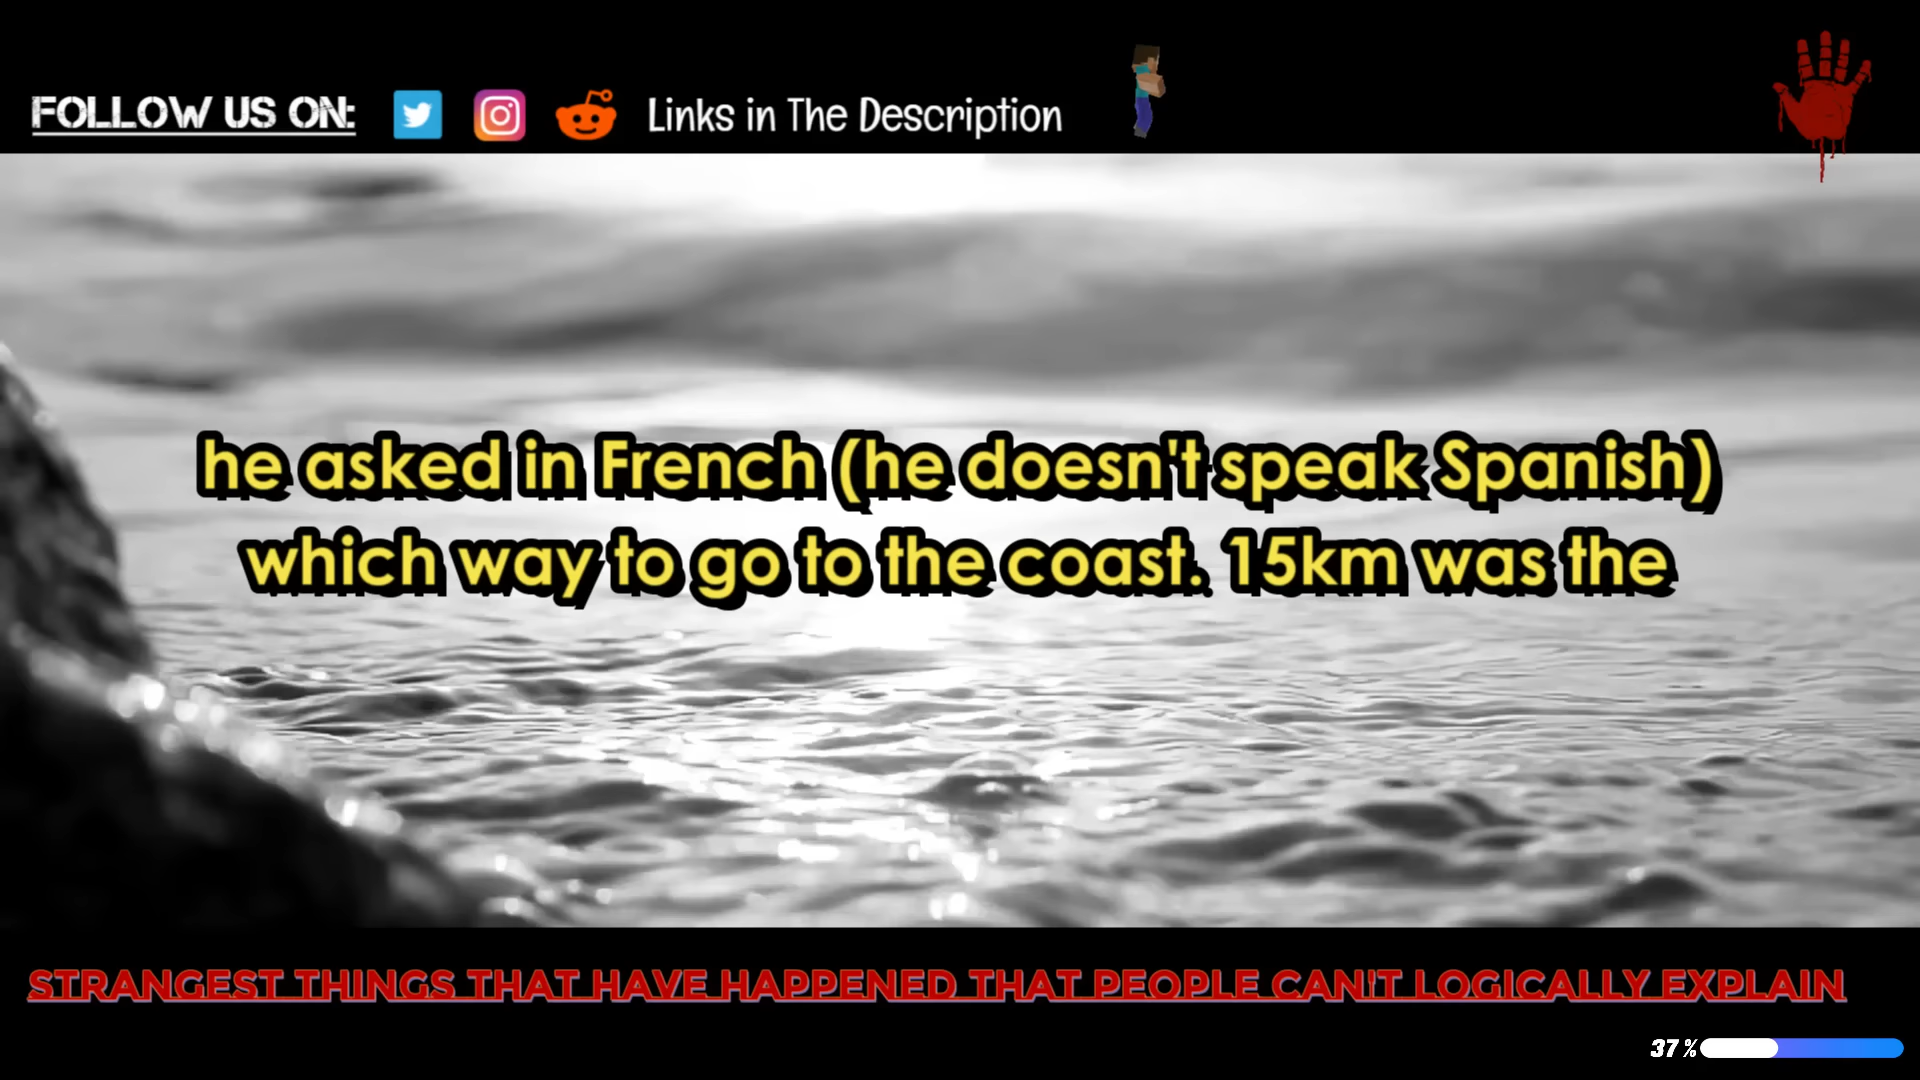 FOLLOW US ON:
Links in The Description
he asked in French (he doesn't speak Spanish)
which way to go to the coast. 15km was the
STRANGEST THINGS THAT HAVE HAPPENED THAT PEOPLE CAN'T LOGICALLY EXPLAIN
37 %